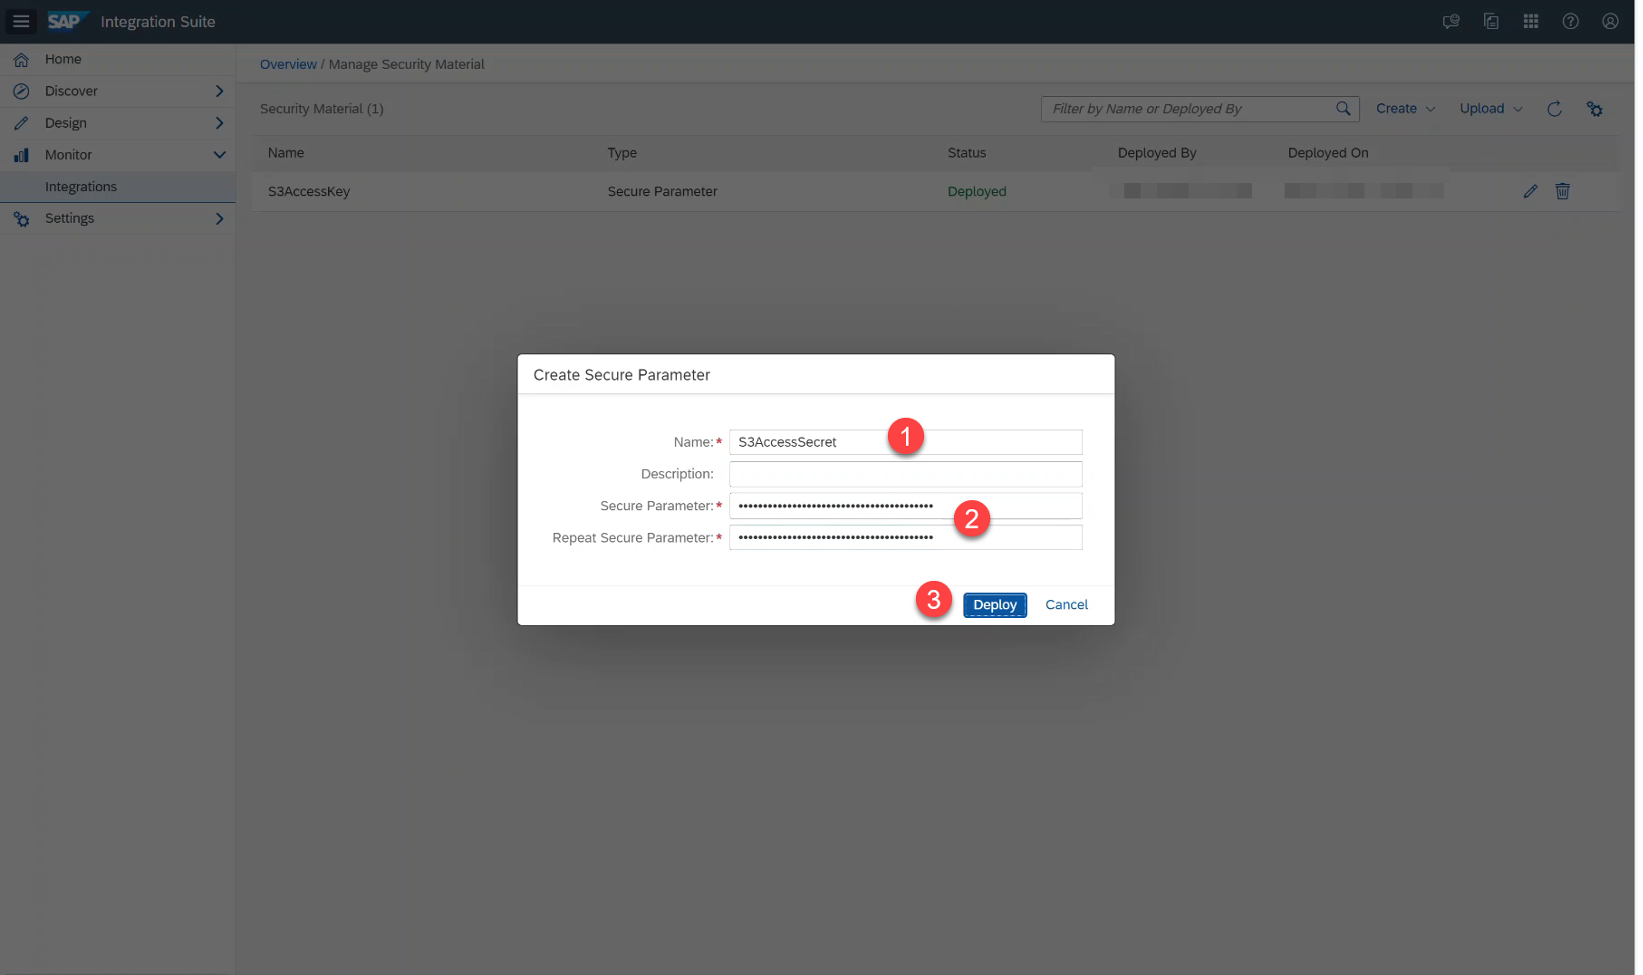 SAP Integration Suite
Home
Discover
Design
Monitor
Integrations
Settings
Overview / Manage Security Material
Security Material (1)
Filter by Name or Deployed By
Create
Upload
Name Type Status Deployed By Deployed On
S3AccessKey Secure Parameter Deployed
Create Secure Parameter
Name:* S3AccessSecret 1
Description:
Secure Parameter:* ••••••••••••••••••••••••••••••••••••••••
2
Repeat Secure Parameter:* ••••••••••••••••••••••••••••••••••••••••
3 Deploy Cancel